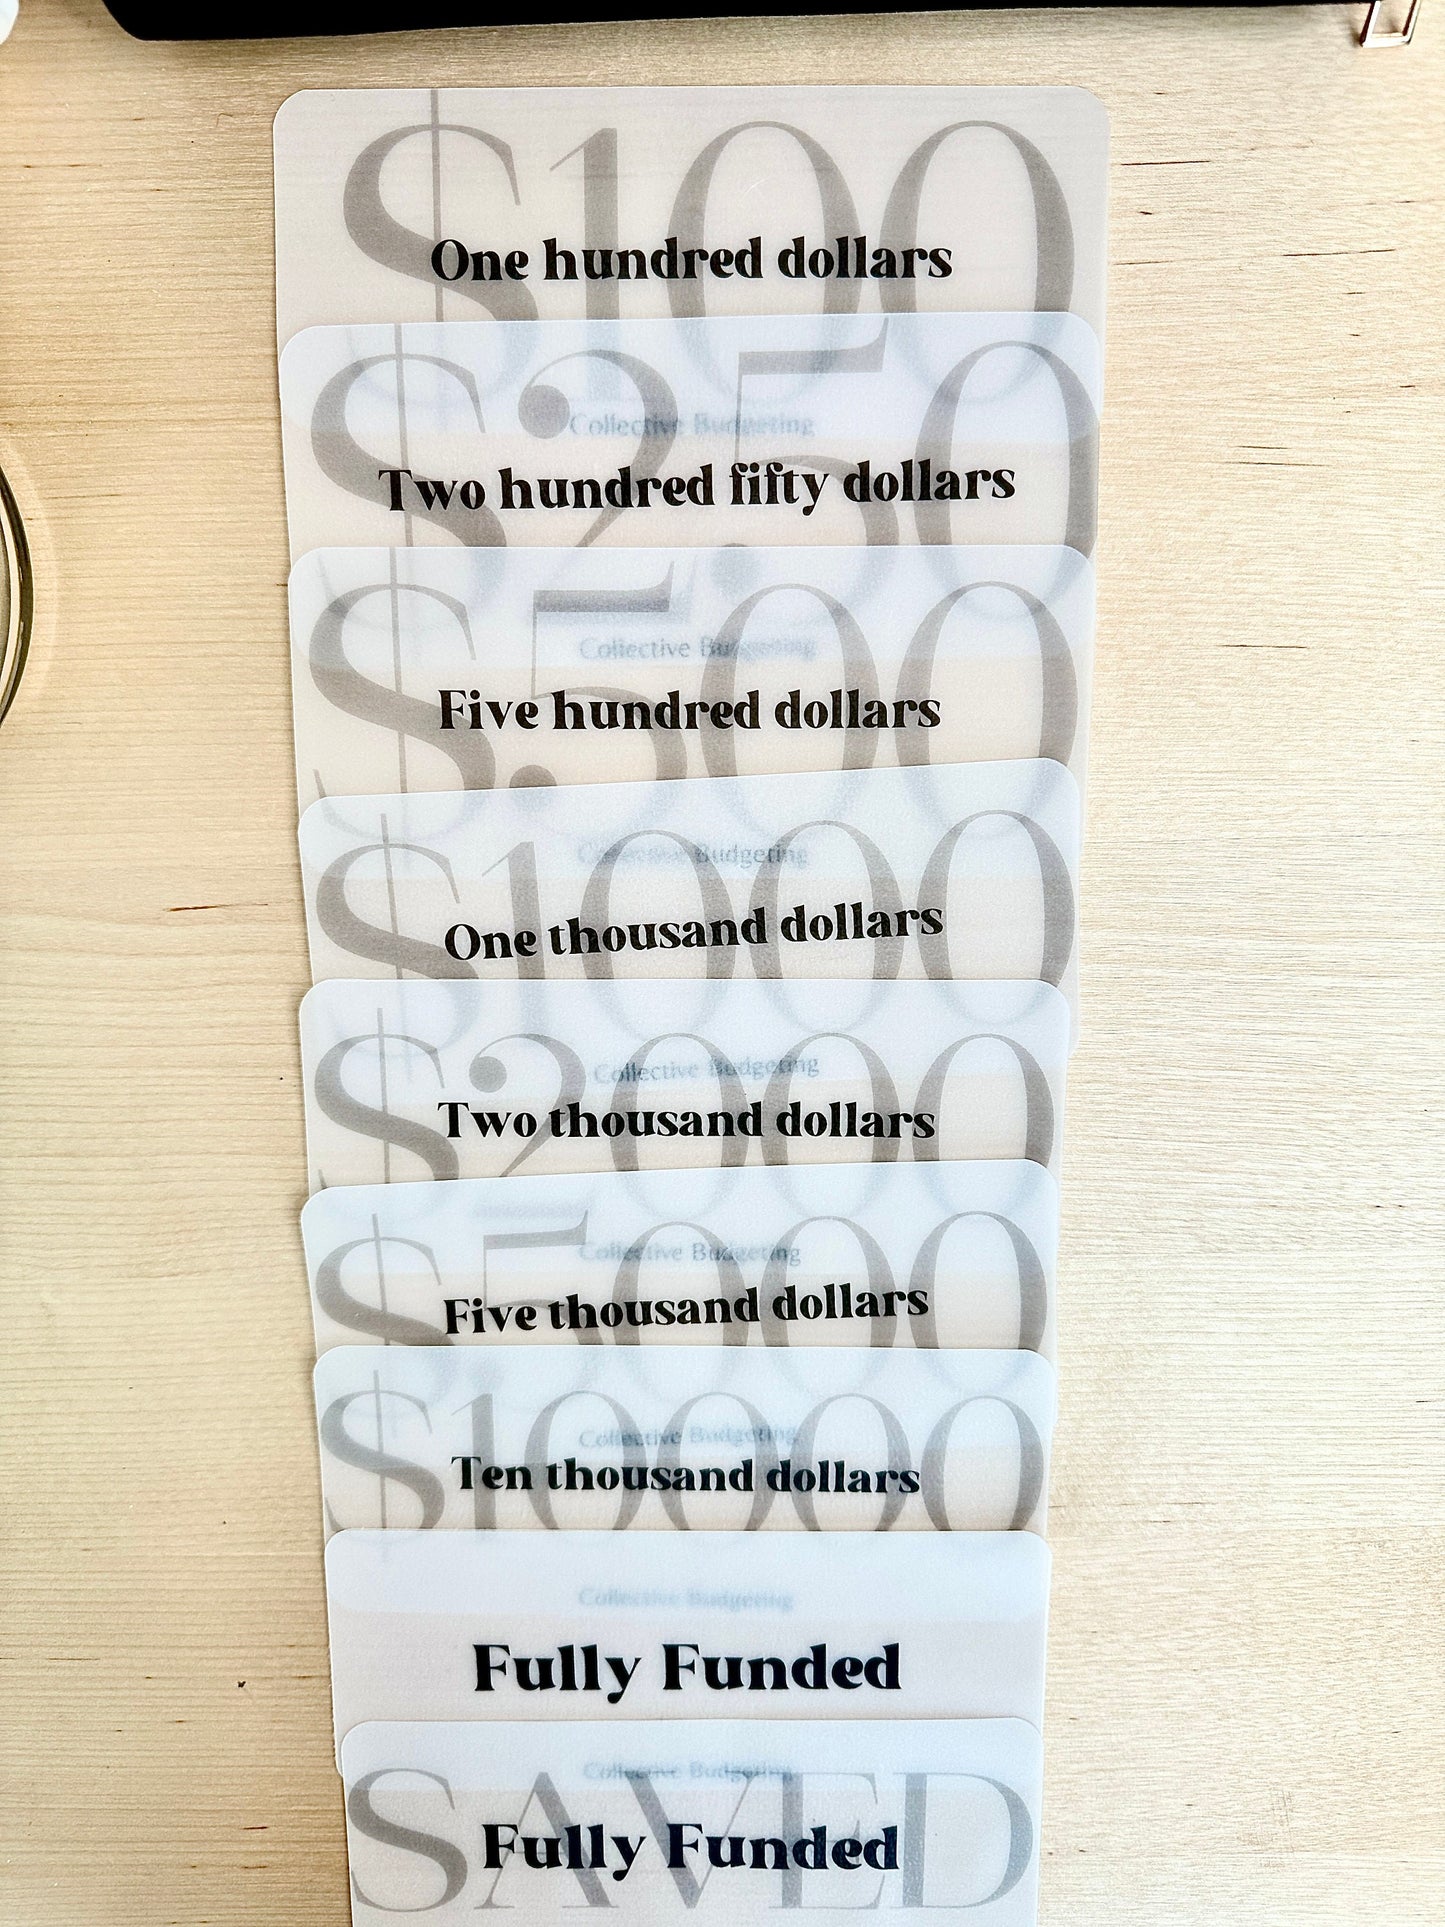 $100
One hundred dollars
Collective Budgeting
$250
Two hundred fifty dollars
Collective Budgeting
$500
Five hundred dollars
Collective Budgeting
$1000
One thousand dollars
Collective Budgeting
$2000
Two thousand dollars
Collective Budgeting
$5000
Five thousand dollars
Collective Budgeting
$10000
Ten thousand dollars
Collective Budgeting
Fully Funded
Collective Budgeting
SAVED
Fully Funded